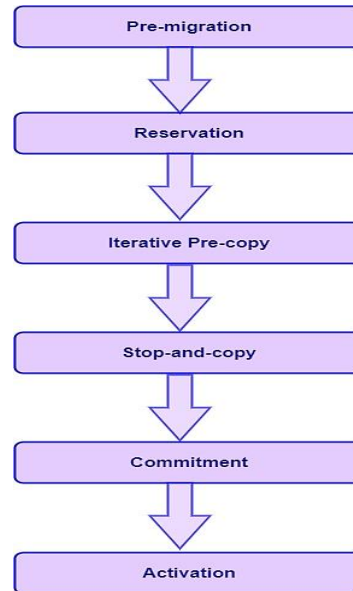 Pre-migration
Reservation
Iterative Pre-copy
Stop-and-copy
Commitment
Activation